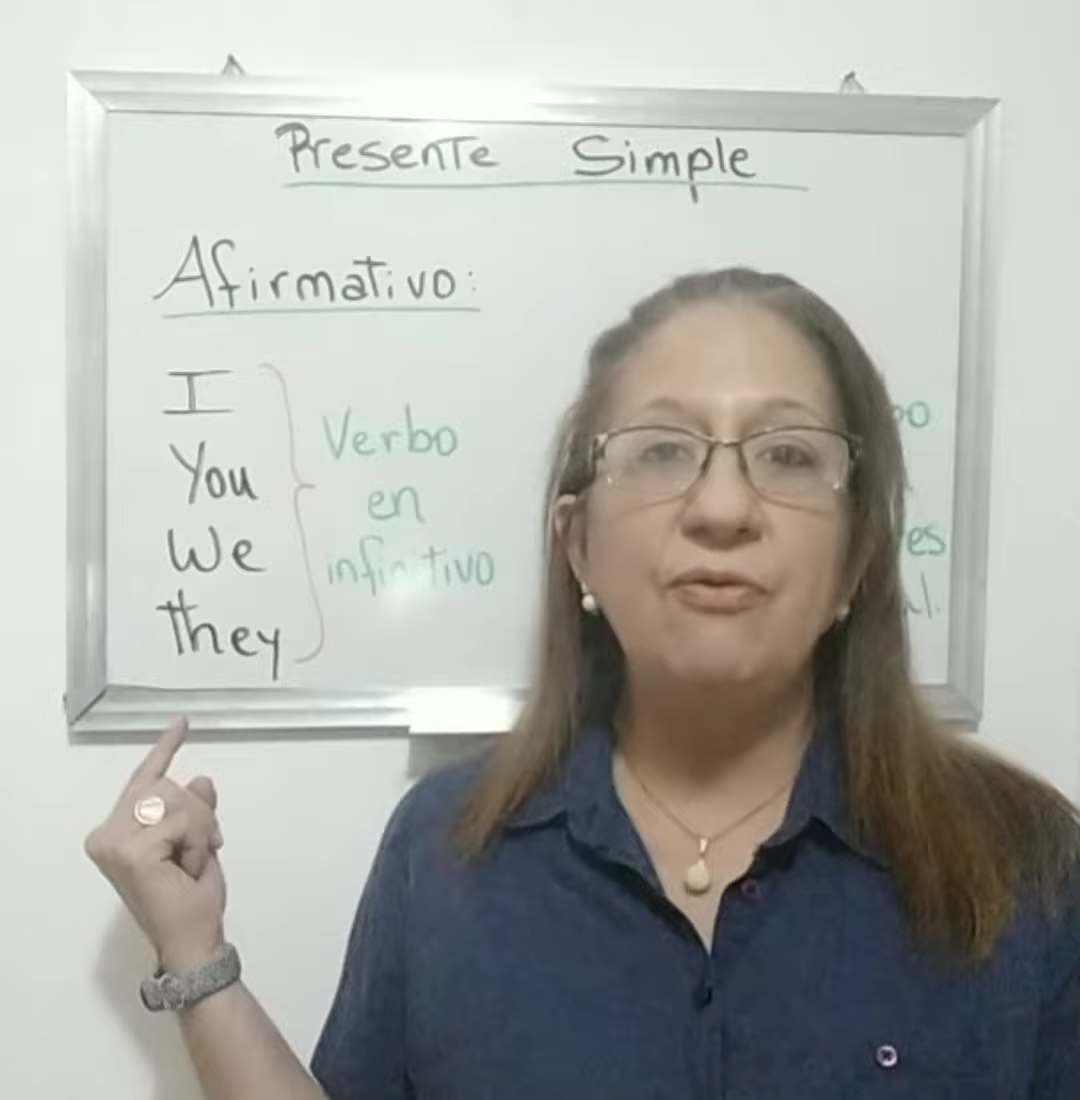 Presente Simple
Afirmativo:
I
You
We
they
Verbo
en
infinitivo